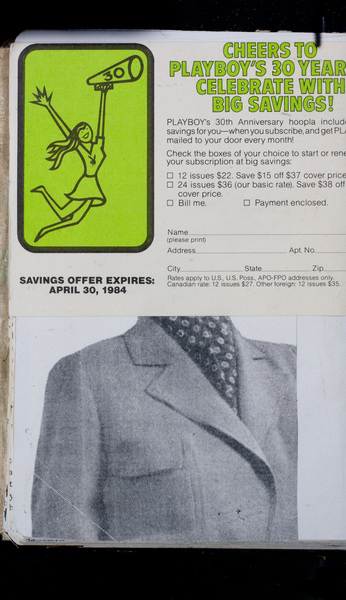 30
CHEERS TO
PLAYBOY'S 30 YEAR
CELEBRATE WITH
BIG SAVINGS!
PLAYBOY's 30th Anniversary hoopla includ
savings for you—when you subscribe, and get PLA
mailed to your door every month!
Check the boxes of your choice to start or rene
your subscription at big savings:
☐ 12 issues $22. Save $15 off $37 cover price
☐ 24 issues $36 (our basic rate). Save $38 off
cover price.
☐ Bill me. ☐ Payment enclosed.
Name
(please print)
Address Apt. No.
City State Zip
Rates apply to U.S., U.S. Poss., APO-FPO addresses only.
Canadian rate: 12 issues $27. Other foreign: 12 issues $35.
SAVINGS OFFER EXPIRES:
APRIL 30, 1984